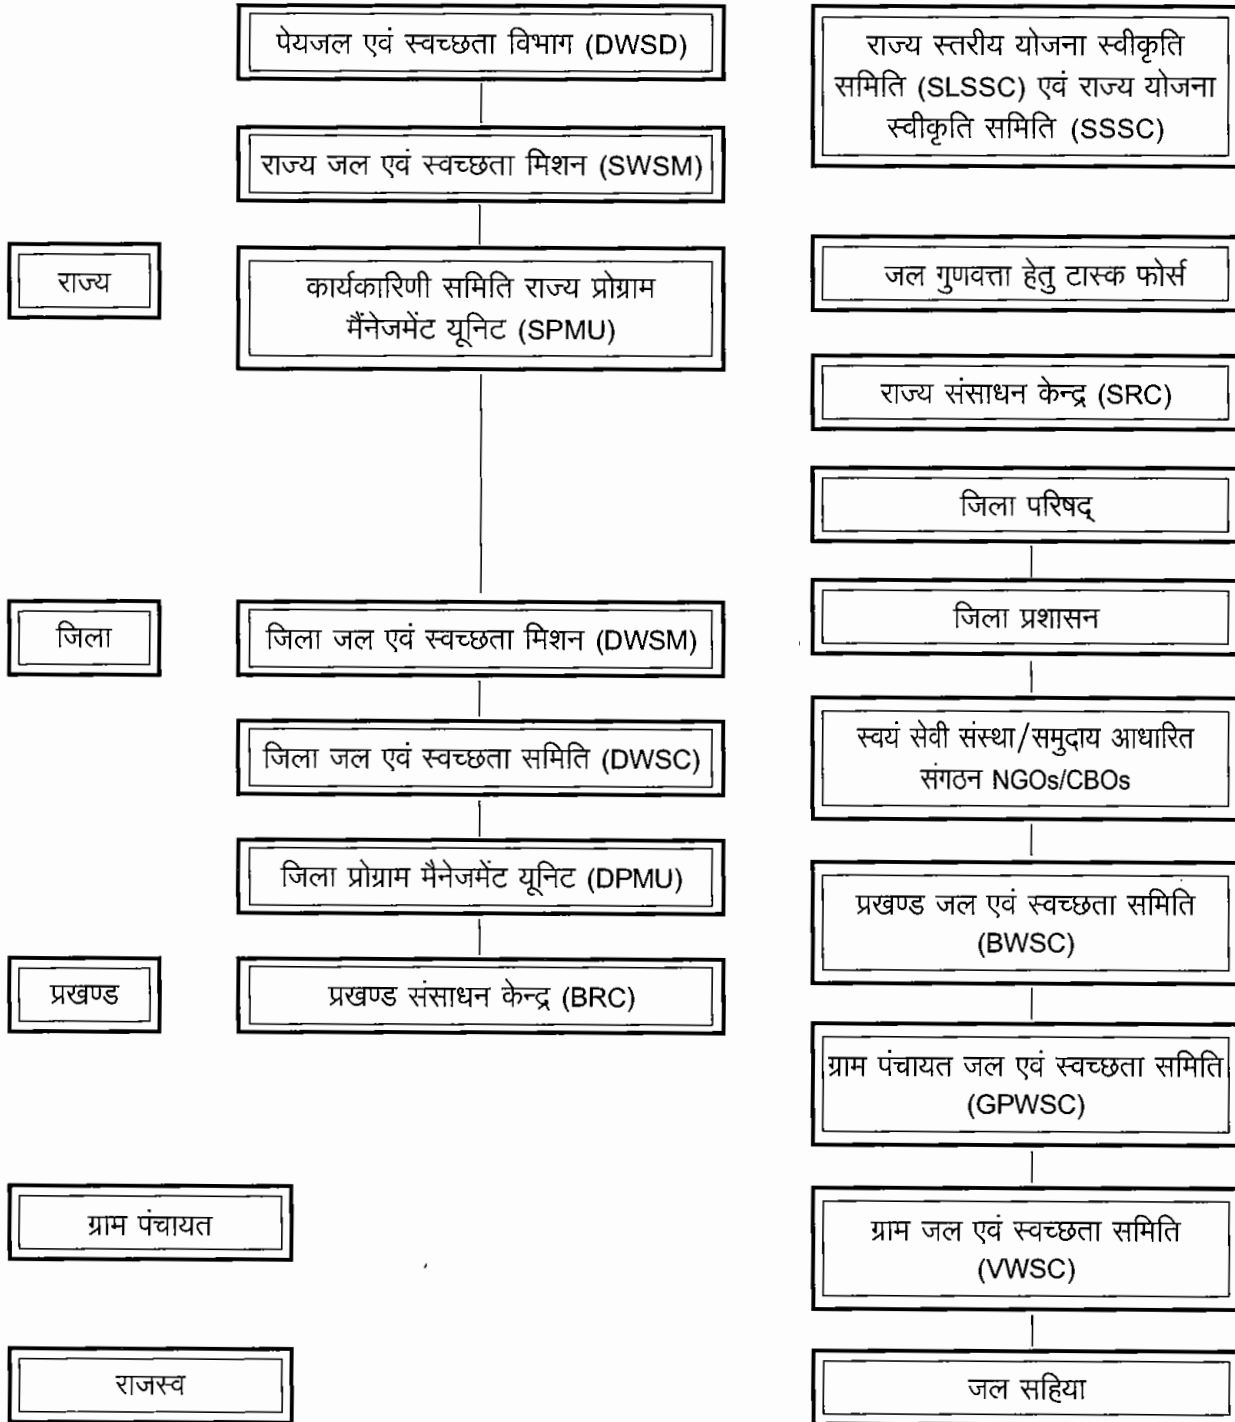 पेयजल एवं स्वच्छता विभाग (DWSD)
राज्य स्तरीय योजना स्वीकृति
समिति (SLSSC) एवं राज्य योजना
स्वीकृति समिति (SSSC)
राज्य जल एवं स्वच्छता मिशन (SWSM)
राज्य
कार्यकारिणी समिति राज्य प्रोग्राम
मैंनेजमेंट यूनिट (SPMU)
जल गुणवत्ता हेतु टास्क फोर्स
राज्य संसाधन केन्द्र (SRC)
जिला परिषद्
जिला
जिला जल एवं स्वच्छता मिशन (DWSM)
जिला प्रशासन
जिला जल एवं स्वच्छता समिति (DWSC)
स्वयं सेवी संस्था/समुदाय आधारित
संगठन NGOs/CBOs
जिला प्रोग्राम मैनेजमेंट यूनिट (DPMU)
प्रखण्ड जल एवं स्वच्छता समिति
(BWSC)
प्रखण्ड
प्रखण्ड संसाधन केन्द्र (BRC)
ग्राम पंचायत जल एवं स्वच्छता समिति
(GPWSC)
ग्राम पंचायत
ग्राम जल एवं स्वच्छता समिति
(VWSC)
राजस्व
जल सहिया